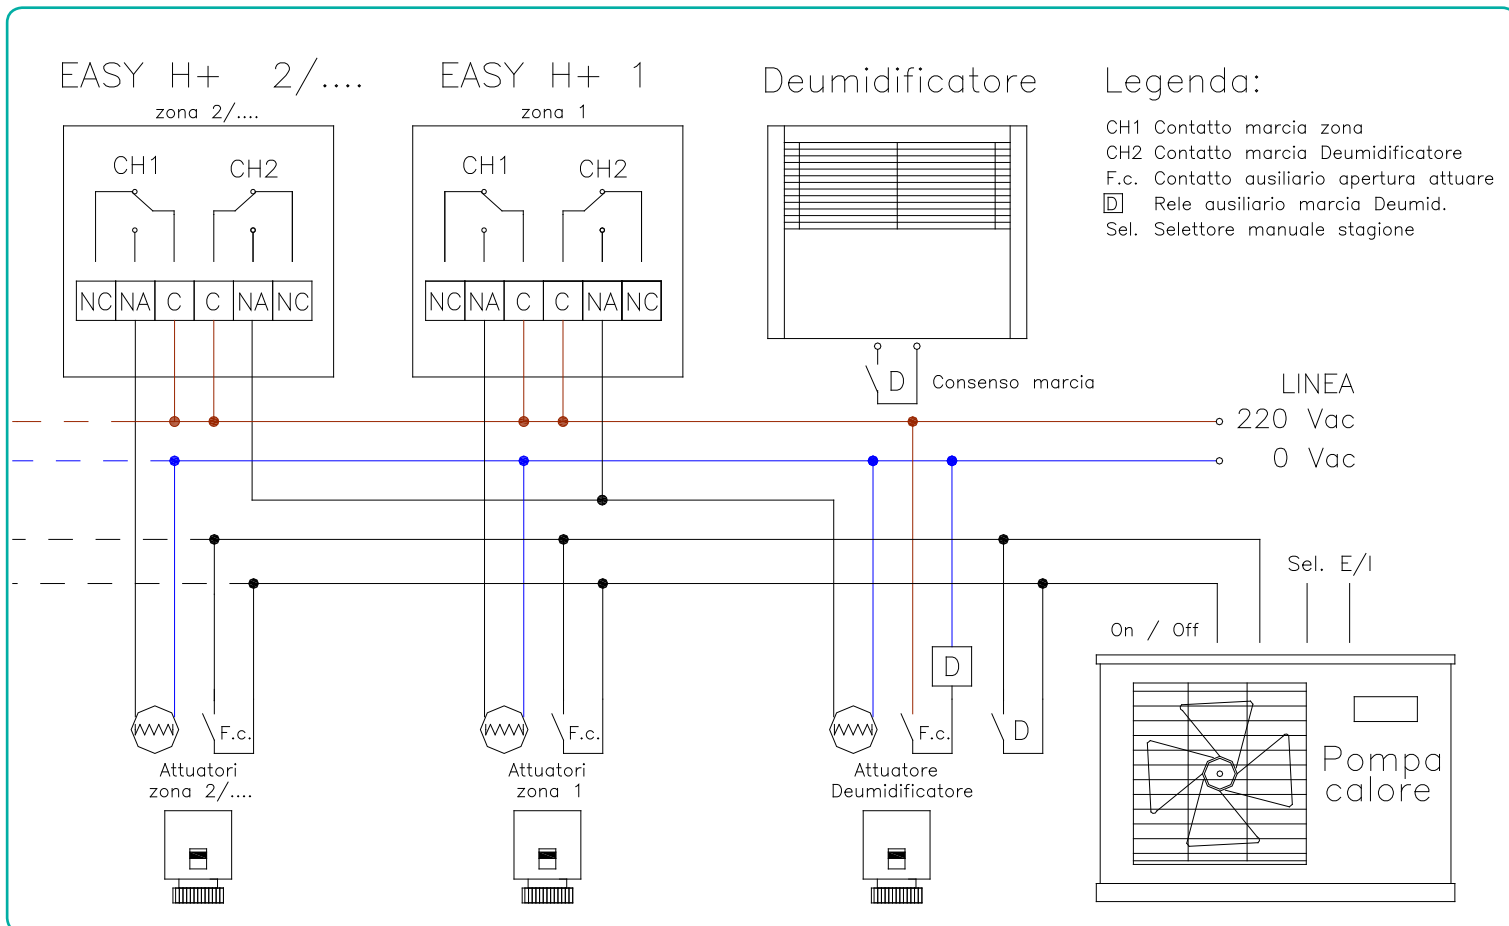 EASY H+ 2/....
zona 2/....
CH1
CH2
NC NA C C NA NC
EASY H+ 1
zona 1
CH1
CH2
NC NA C C NA NC
Deumidificatore
D
Consenso marcia
Legenda:
CH1 Contatto marcia zona
CH2 Contatto marcia Deumidificatore
F.c. Contatto ausiliario apertura attuare
D Rele ausiliario marcia Deumid.
Sel. Selettore manuale stagione
LINEA
220 Vac
0 Vac
Sel. E/I
On / Off
D
F.c.
F.c.
F.c.
D
Attuatori
zona 2/....
Attuatori
zona 1
Attuatore
Deumidificatore
Pompa
calore